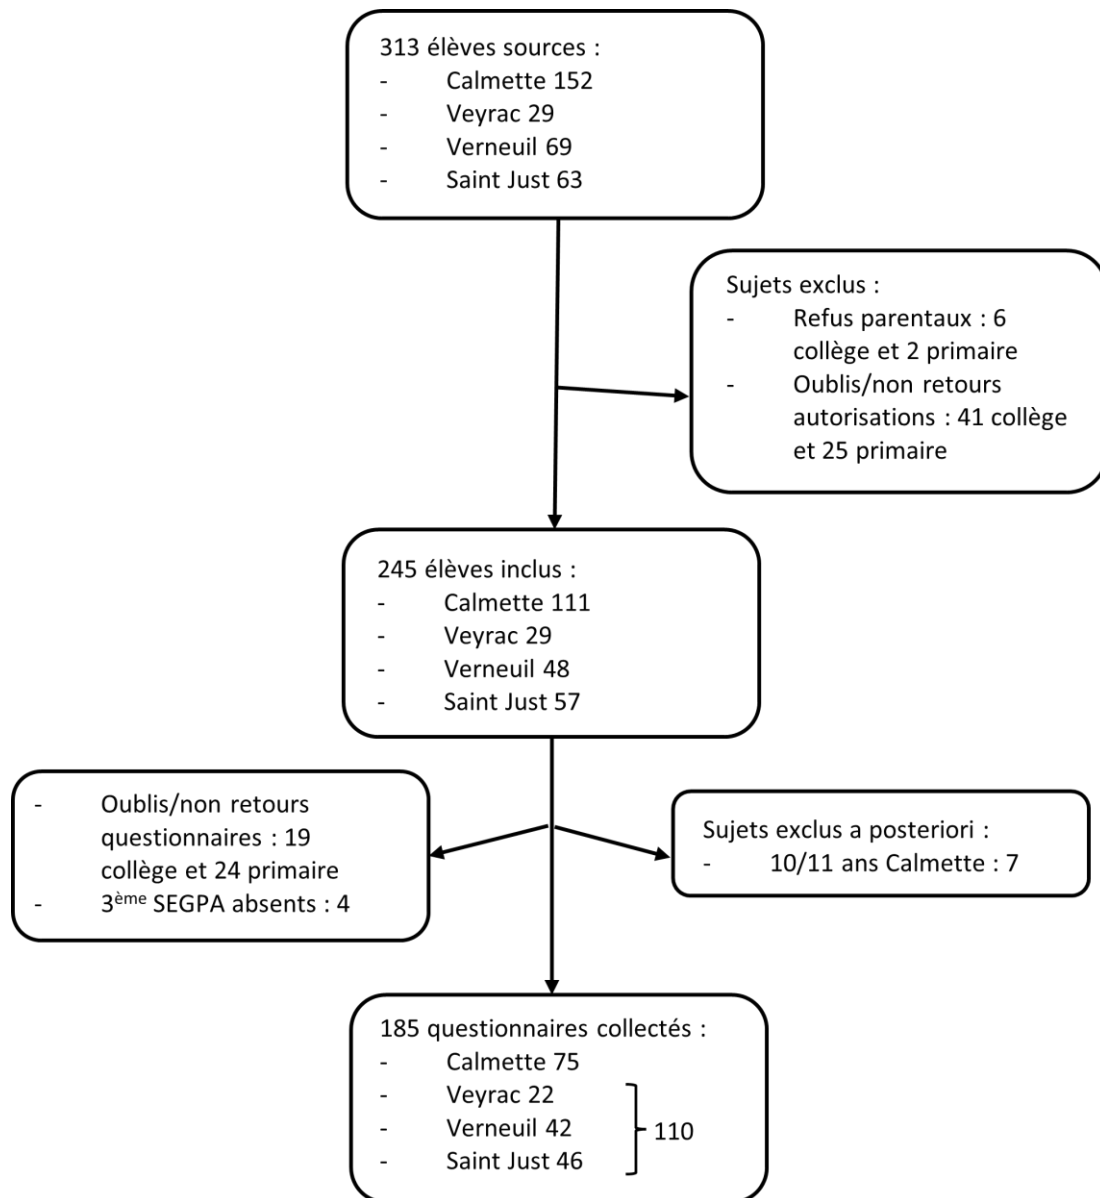 313 élèves sources :
- Calmette 152
- Veyrac 29
- Verneuil 69
- Saint Just 63
Sujets exclus :
- Refus parentaux : 6
collège et 2 primaire
- Oublis/non retours
autorisations : 41 collège
et 25 primaire
245 élèves inclus :
- Calmette 111
- Veyrac 29
- Verneuil 48
- Saint Just 57
- Oublis/non retours
questionnaires : 19
collège et 24 primaire
- 3ème SEGPA absents : 4
Sujets exclus a posteriori :
- 10/11 ans Calmette : 7
185 questionnaires collectés :
- Calmette 75
- Veyrac 22
- Verneuil 42
110
- Saint Just 46